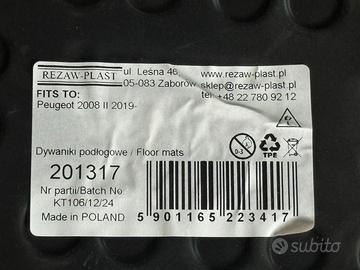 REZAW-PLAST
ul. Leśna 46,
05-083 Zaborów
www.rezaw-plast.pl
sklep@rezaw-plast.pl
tel. +48 22 780 92 12
FITS TO:
Peugeot 2008 II 2019-
Dywaniki podłogowe / Floor mats
201317
Nr partii/Batch No
KT106/12/24
Made in POLAND
0-3
TPE
5 901165 223417
subito